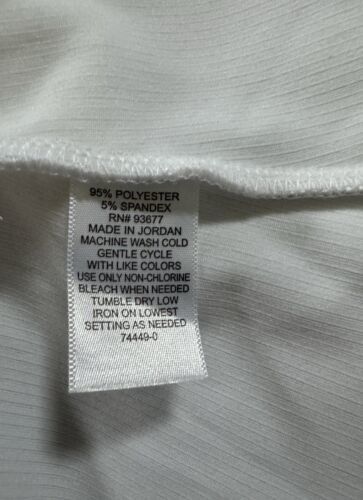 95% POLYESTER
5% SPANDEX
RN# 93677
MADE IN JORDAN
MACHINE WASH COLD
GENTLE CYCLE
WITH LIKE COLORS
USE ONLY NON-CHLORINE
BLEACH WHEN NEEDED
TUMBLE DRY LOW
IRON ON LOWEST
SETTING AS NEEDED
74449-0